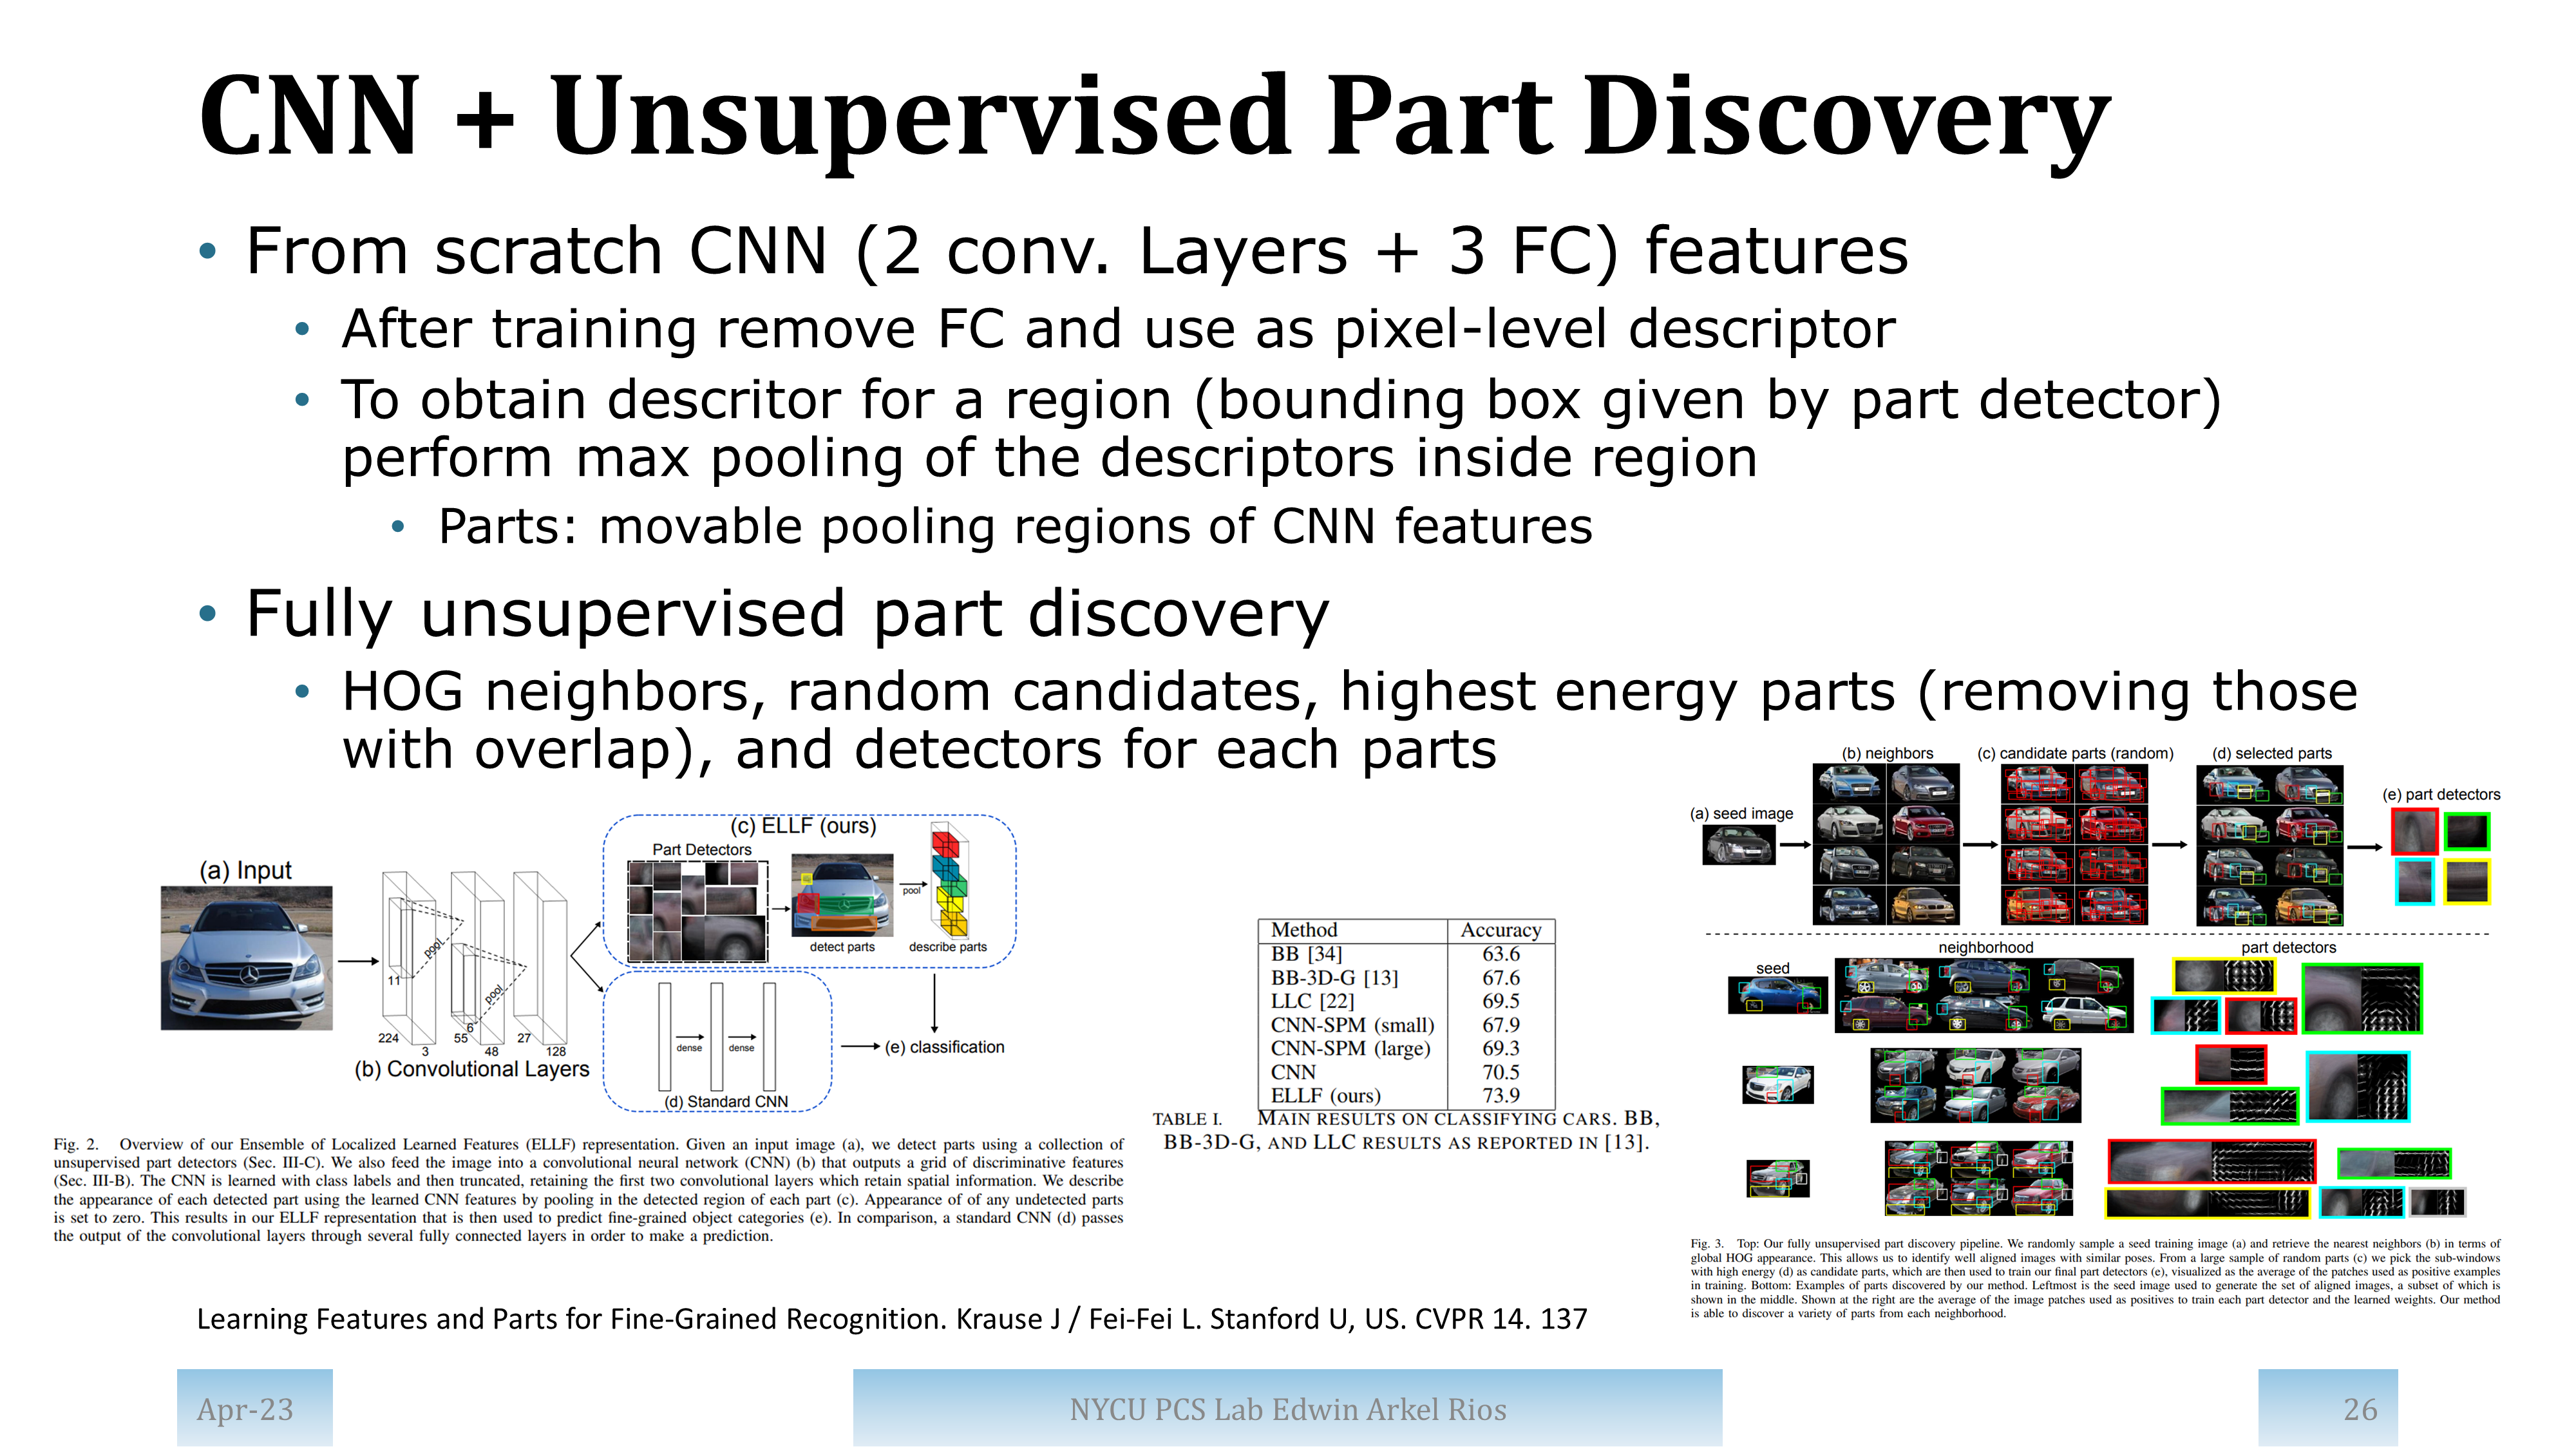 CNN + Unsupervised Part Discovery
• From scratch CNN (2 conv. Layers + 3 FC) features
• After training remove FC and use as pixel-level descriptor
• To obtain descritor for a region (bounding box given by part detector)
perform max pooling of the descriptors inside region
• Parts: movable pooling regions of CNN features
• Fully unsupervised part discovery
• HOG neighbors, random candidates, highest energy parts (removing those
with overlap), and detectors for each parts
(a) Input
11
224
3
pool
55
6
48
pool
27
128
(b) Convolutional Layers
(c) ELLF (ours)
Part Detectors
pool
detect parts
describe parts
dense
dense
(d) Standard CNN
(e) classification
Fig. 2. Overview of our Ensemble of Localized Learned Features (ELLF) representation. Given an input image (a), we detect parts using a collection of
unsupervised part detectors (Sec. III-C). We also feed the image into a convolutional neural network (CNN) (b) that outputs a grid of discriminative features
(Sec. III-B). The CNN is learned with class labels and then truncated, retaining the first two convolutional layers which retain spatial information. We describe
the appearance of each detected part using the learned CNN features by pooling in the detected region of each part (c). Appearance of of any undetected parts
is set to zero. This results in our ELLF representation that is then used to predict fine-grained object categories (e). In comparison, a standard CNN (d) passes
the output of the convolutional layers through several fully connected layers in order to make a prediction.
Method Accuracy
BB [34] 63.6
BB-3D-G [13] 67.6
LLC [22] 69.5
CNN-SPM (small) 67.9
CNN-SPM (large) 69.3
CNN 70.5
ELLF (ours) 73.9
TABLE I. MAIN RESULTS ON CLASSIFYING CARS. BB,
BB-3D-G, AND LLC RESULTS AS REPORTED IN [13].
(a) seed image
(b) neighbors
(c) candidate parts (random)
(d) selected parts
(e) part detectors
seed
neighborhood
part detectors
Fig. 3. Top: Our fully unsupervised part discovery pipeline. We randomly sample a seed training image (a) and retrieve the nearest neighbors (b) in terms of
global HOG appearance. This allows us to identify well aligned images with similar poses. From a large sample of random parts (c) we pick the sub-windows
with high energy (d) as candidate parts, which are then used to train our final part detectors (e), visualized as the average of the patches used as positive examples
in training. Bottom: Examples of parts discovered by our method. Leftmost is the seed image used to generate the set of aligned images, a subset of which is
shown in the middle. Shown at the right are the average of the image patches used as positives to train each part detector and the learned weights. Our method
is able to discover a variety of parts from each neighborhood.
Learning Features and Parts for Fine-Grained Recognition. Krause J / Fei-Fei L. Stanford U, US. CVPR 14. 137
Apr-23
NYCU PCS Lab Edwin Arkel Rios
26